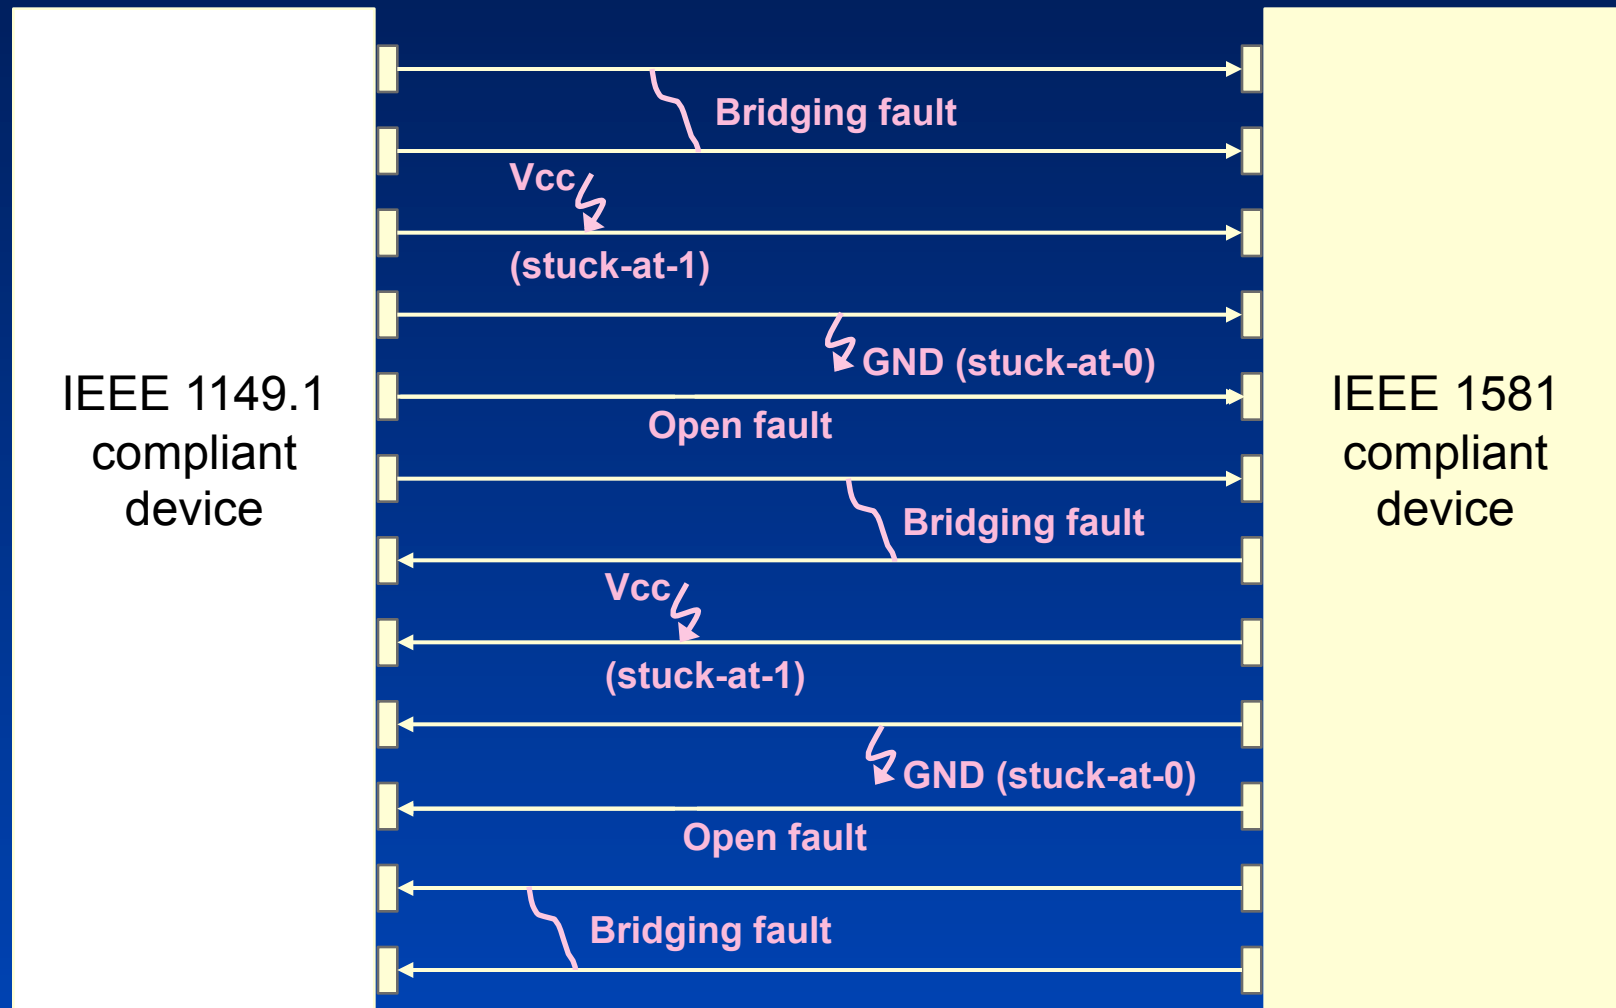 IEEE 1149.1
compliant
device
Bridging fault
Vcc
(stuck-at-1)
GND (stuck-at-0)
Open fault
Bridging fault
Vcc
(stuck-at-1)
GND (stuck-at-0)
Open fault
Bridging fault
IEEE 1581
compliant
device